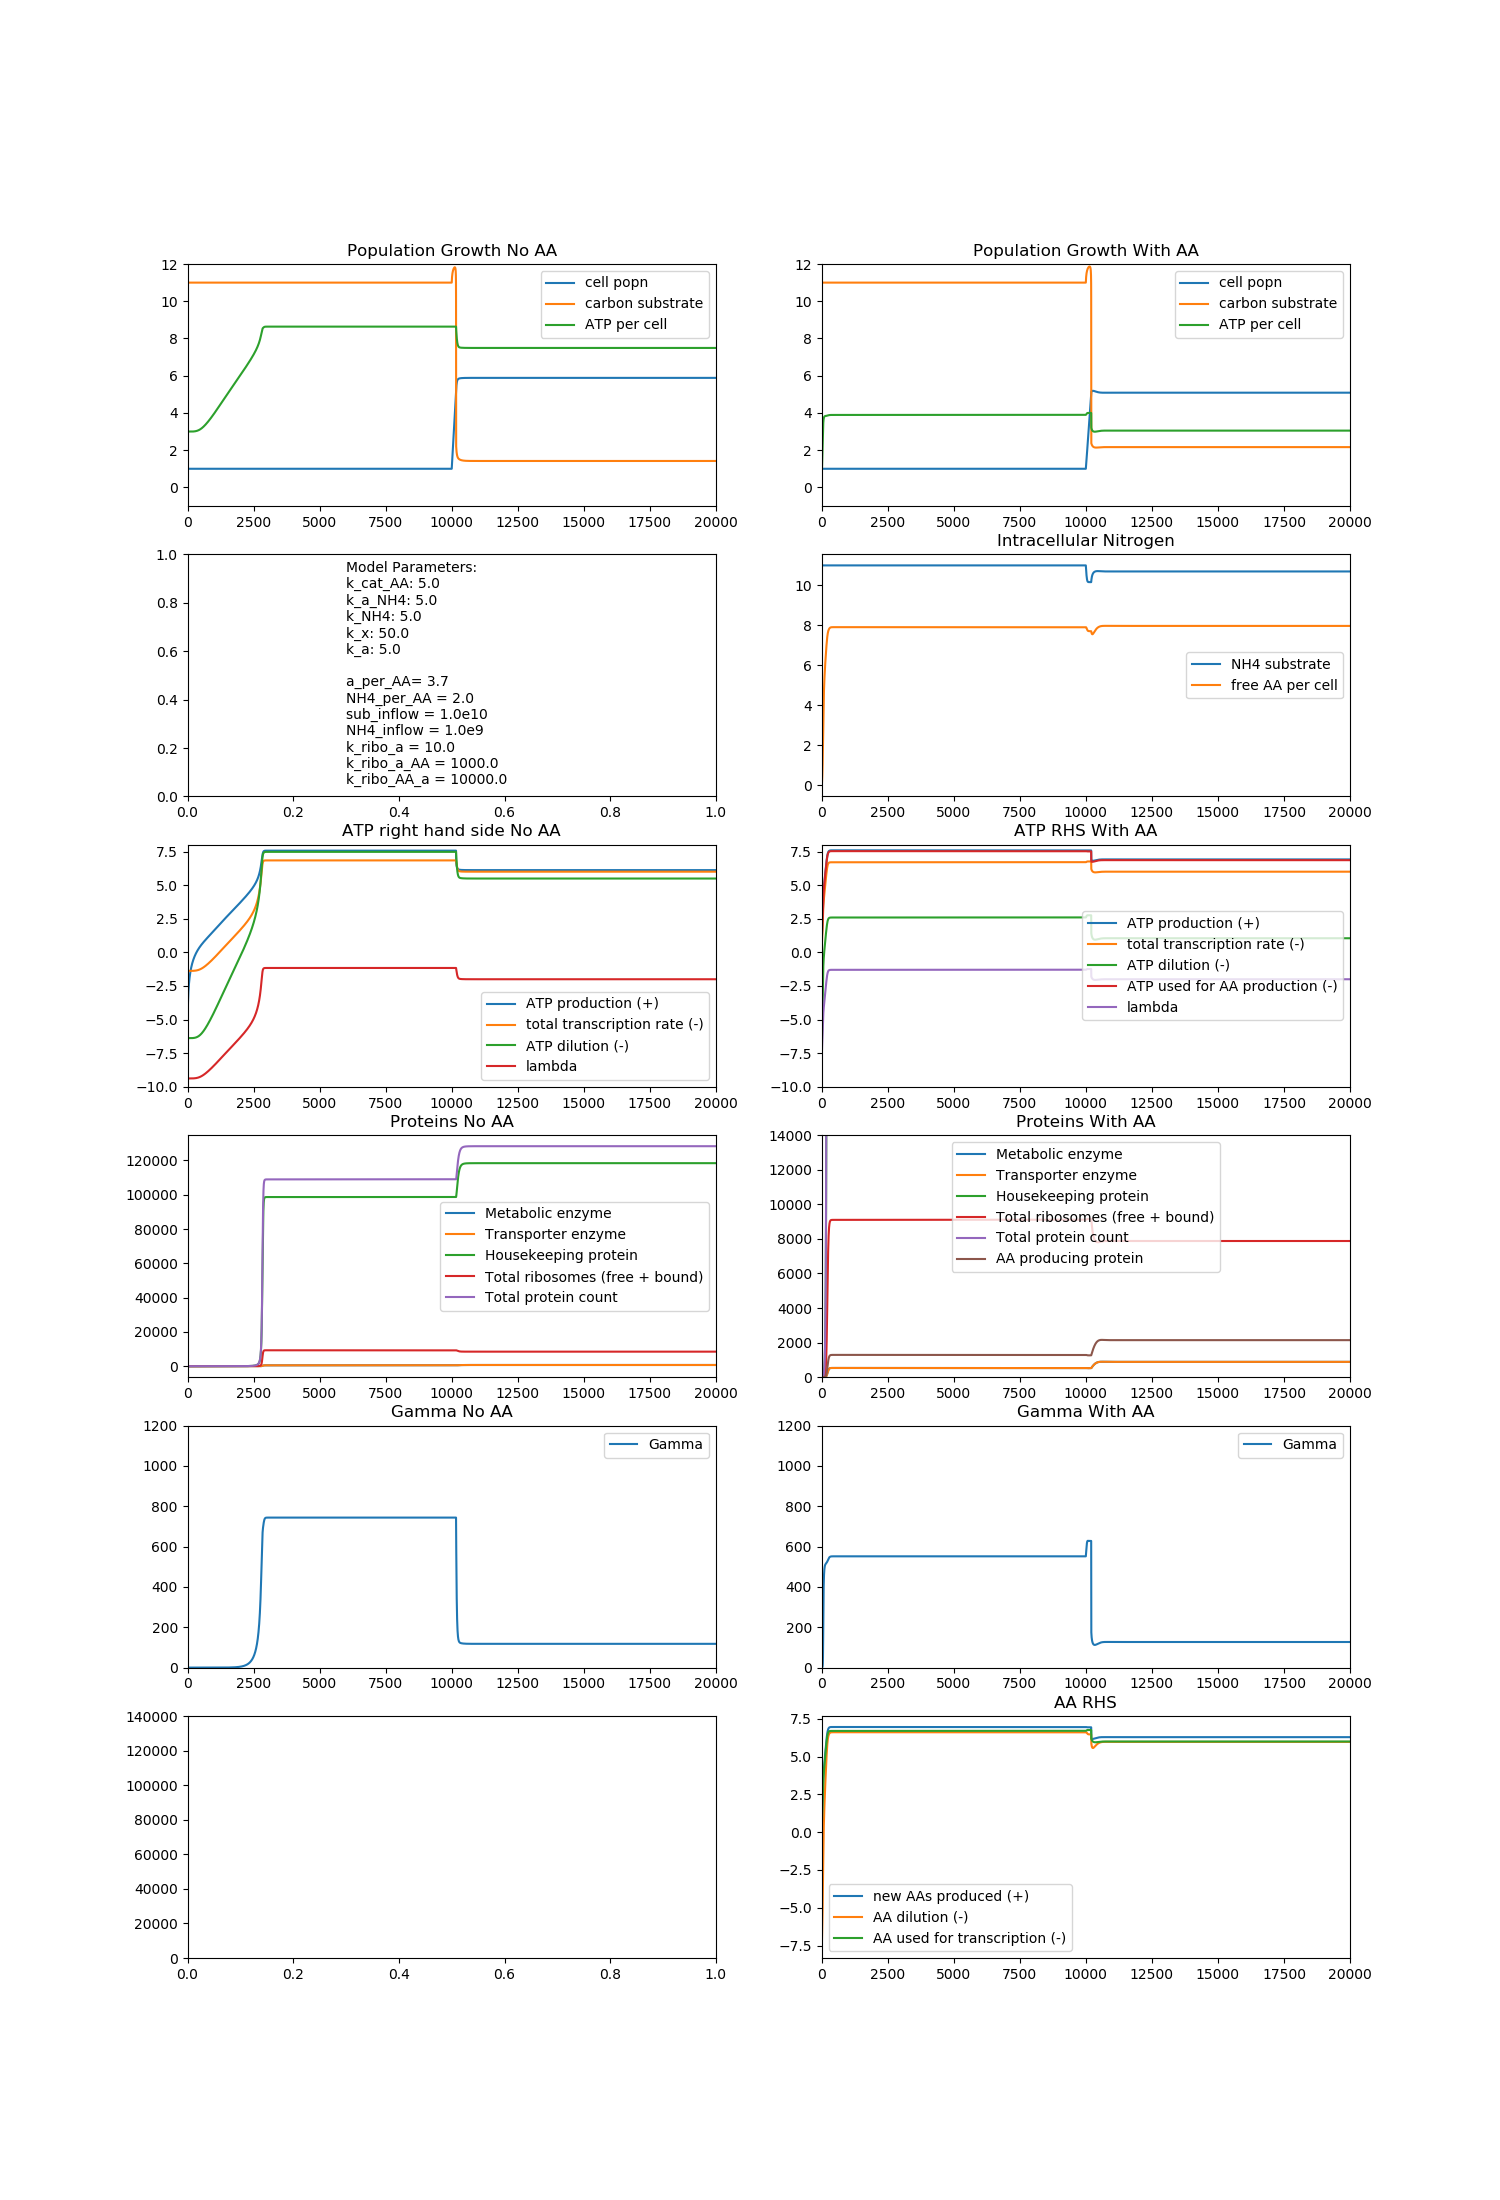 Population Growth No AA
12
10
8
6
4
2
0
cell popn
carbon substrate
ATP per cell
0 2500 5000 7500 10000 12500 15000 17500 20000
Population Growth With AA
12
10
8
6
4
2
0
cell popn
carbon substrate
ATP per cell
0 2500 5000 7500 10000 12500 15000 17500 20000
1.0
0.8
0.6
0.4
0.2
0.0
Model Parameters:
k_cat_AA: 5.0
k_a_NH4: 5.0
k_NH4: 5.0
k_x: 50.0
k_a: 5.0
a_per_AA= 3.7
NH4_per_AA = 2.0
sub_inflow = 1.0e10
NH4_inflow = 1.0e9
k_ribo_a = 10.0
k_ribo_a_AA = 1000.0
k_ribo_AA_a = 10000.0
0.0 0.2 0.4 0.6 0.8 1.0
Intracellular Nitrogen
10
8
6
4
2
0
NH4 substrate
free AA per cell
0 2500 5000 7500 10000 12500 15000 17500 20000
ATP right hand side No AA
7.5
5.0
2.5
0.0
−2.5
−5.0
−7.5
−10.0
ATP production (+)
total transcription rate (-)
ATP dilution (-)
lambda
0 2500 5000 7500 10000 12500 15000 17500 20000
ATP RHS With AA
7.5
5.0
2.5
0.0
−2.5
−5.0
−7.5
−10.0
ATP production (+)
total transcription rate (-)
ATP dilution (-)
ATP used for AA production (-)
lambda
0 2500 5000 7500 10000 12500 15000 17500 20000
Proteins No AA
120000
100000
80000
60000
40000
20000
0
Metabolic enzyme
Transporter enzyme
Housekeeping protein
Total ribosomes (free + bound)
Total protein count
0 2500 5000 7500 10000 12500 15000 17500 20000
Proteins With AA
14000
12000
10000
8000
6000
4000
2000
0
Metabolic enzyme
Transporter enzyme
Housekeeping protein
Total ribosomes (free + bound)
Total protein count
AA producing protein
0 2500 5000 7500 10000 12500 15000 17500 20000
Gamma No AA
1200
1000
800
600
400
200
0
Gamma
0 2500 5000 7500 10000 12500 15000 17500 20000
Gamma With AA
1200
1000
800
600
400
200
0
Gamma
0 2500 5000 7500 10000 12500 15000 17500 20000
140000
120000
100000
80000
60000
40000
20000
0
0.0 0.2 0.4 0.6 0.8 1.0
AA RHS
7.5
5.0
2.5
0.0
−2.5
−5.0
−7.5
new AAs produced (+)
AA dilution (-)
AA used for transcription (-)
0 2500 5000 7500 10000 12500 15000 17500 20000